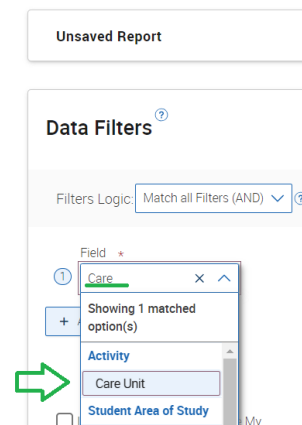 Unsaved Report
Data Filters ?
Filters Logic: Match all Filters (AND) ?
Field *
1 Care
Showing 1 matched
option(s)
+
Activity
Care Unit
Student Area of Study
My